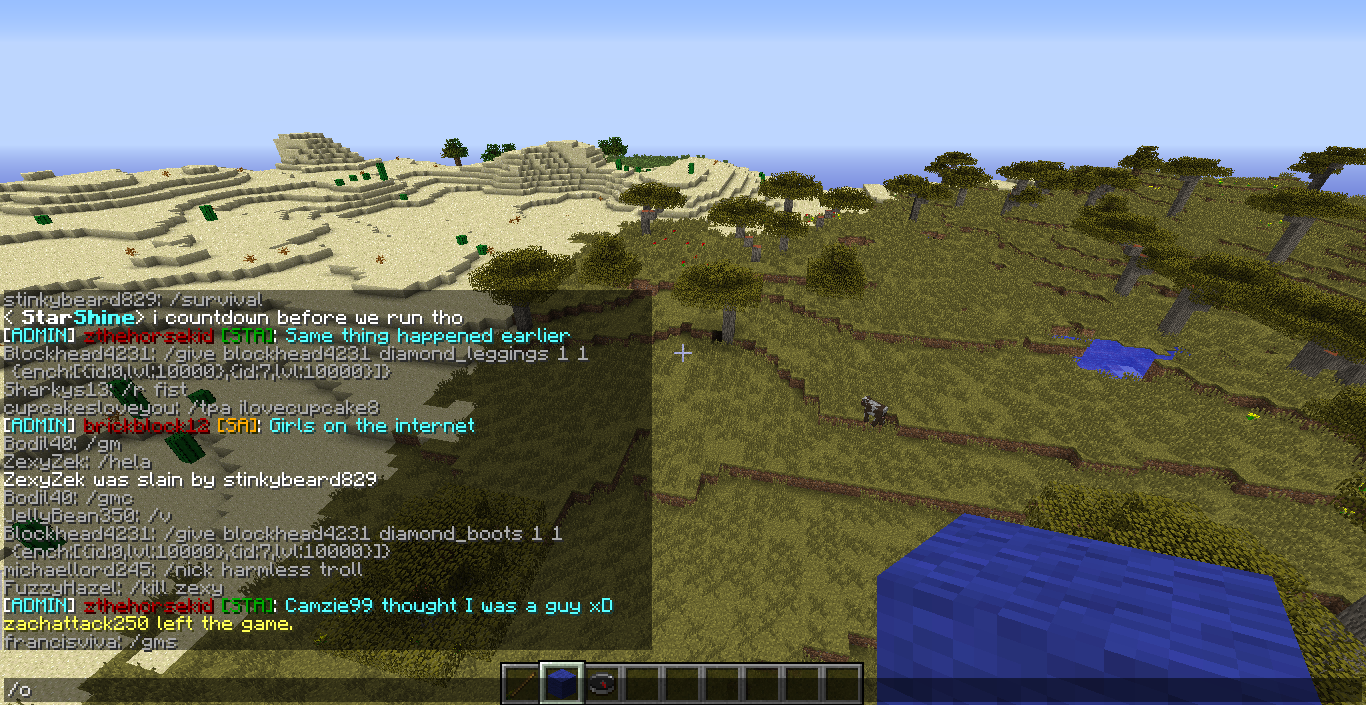 stinkybeard829: /survival
< StarShine> i countdown before we run tho
[ADMIN] zthehorsekid [STA]: Same thing happened earlier
Blockhead4231: /give blockhead4231 diamond_leggings 1 1
{ench:[{id:0,lvl:10000},{id:7,lvl:10000}]}
Sharkys13: /r fist
cupcakesloveyou: /tpa ilovecupcake8
[ADMIN] brickblock12 [SA]: Girls on the internet
Bodil40: /gm
ZexyZek: /hela
ZexyZek was slain by stinkybeard829
Bodil40: /gmc
JellyBean350: /v
Blockhead4231: /give blockhead4231 diamond_boots 1 1
{ench:[{id:0,lvl:10000},{id:7,lvl:10000}]}
michaellord245: /nick harmless troll
FuzzyHazel: /kill zexy
[ADMIN] zthehorsekid [STA]: Camzie99 thought I was a guy xD
zachattack250 left the game.
francisviva: /gms
/o